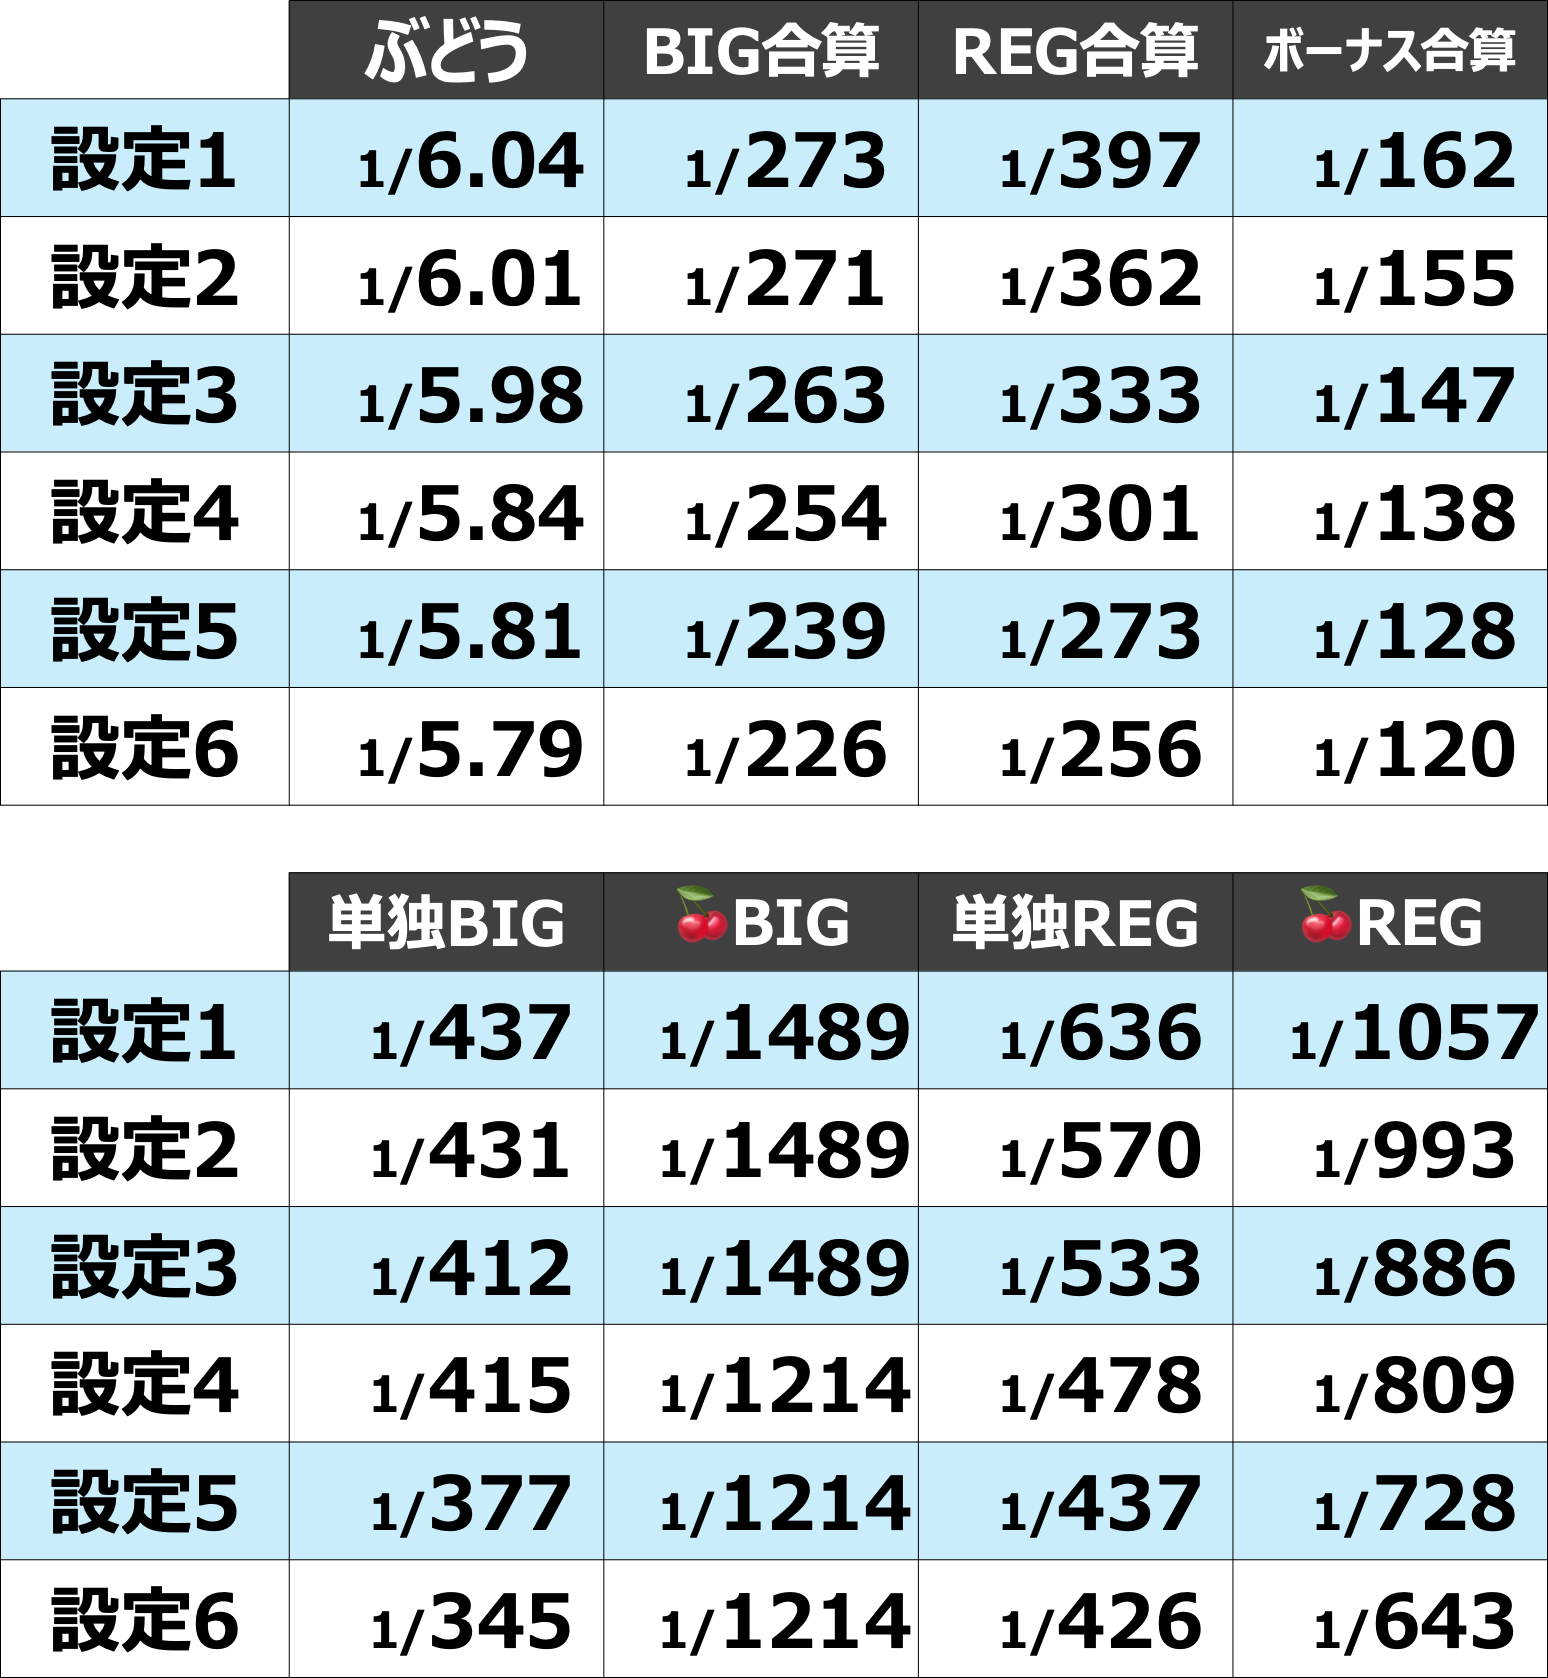 ぶどう BIG合算 REG合算 ボーナス合算
設定1 1/6.04 1/273 1/397 1/162
設定2 1/6.01 1/271 1/362 1/155
設定3 1/5.98 1/263 1/333 1/147
設定4 1/5.84 1/254 1/301 1/138
設定5 1/5.81 1/239 1/273 1/128
設定6 1/5.79 1/226 1/256 1/120
単独BIG 🍒BIG 単独REG 🍒REG
設定1 1/437 1/1489 1/636 1/1057
設定2 1/431 1/1489 1/570 1/993
設定3 1/412 1/1489 1/533 1/886
設定4 1/415 1/1214 1/478 1/809
設定5 1/377 1/1214 1/437 1/728
設定6 1/345 1/1214 1/426 1/643